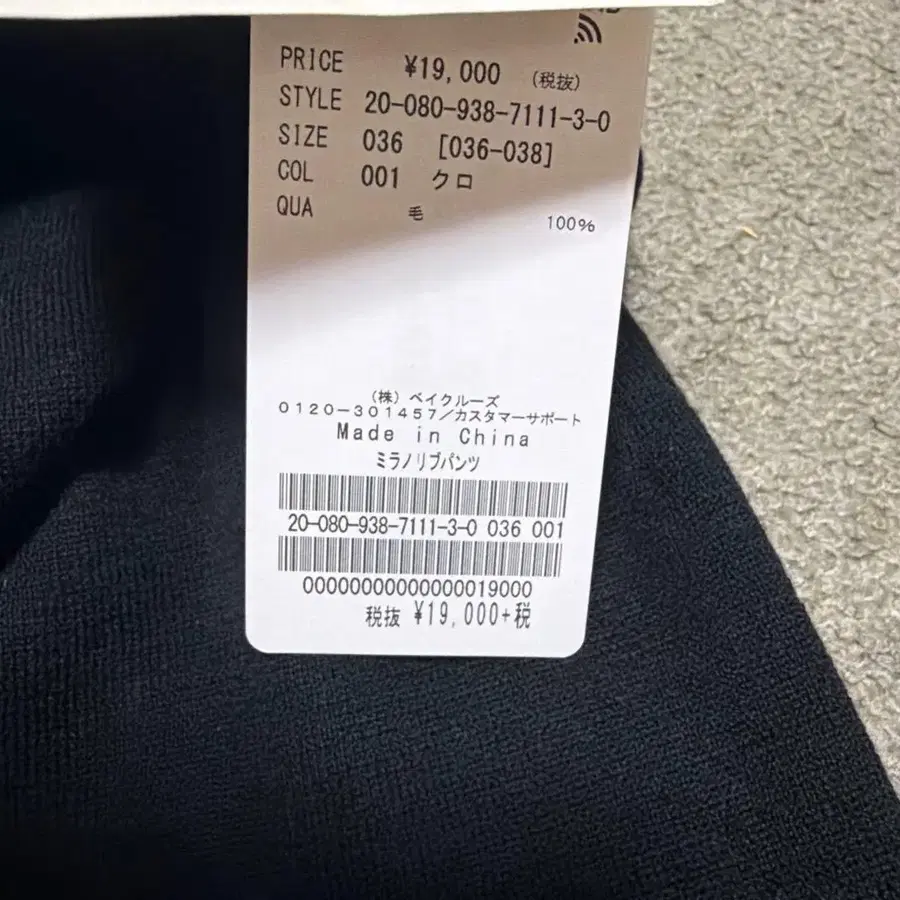 PRICE ¥19,000 (税抜)
STYLE 20-080-938-7111-3-0
SIZE 036 [036-038]
COL 001 クロ
QUA 毛 100%
(株) ベイクルーズ
0120-301457/カスタマーサポート
Made in China
ミラノリブパンツ
20-080-938-7111-3-0 036 001
00000000000000019000
税抜 ¥19,000+税